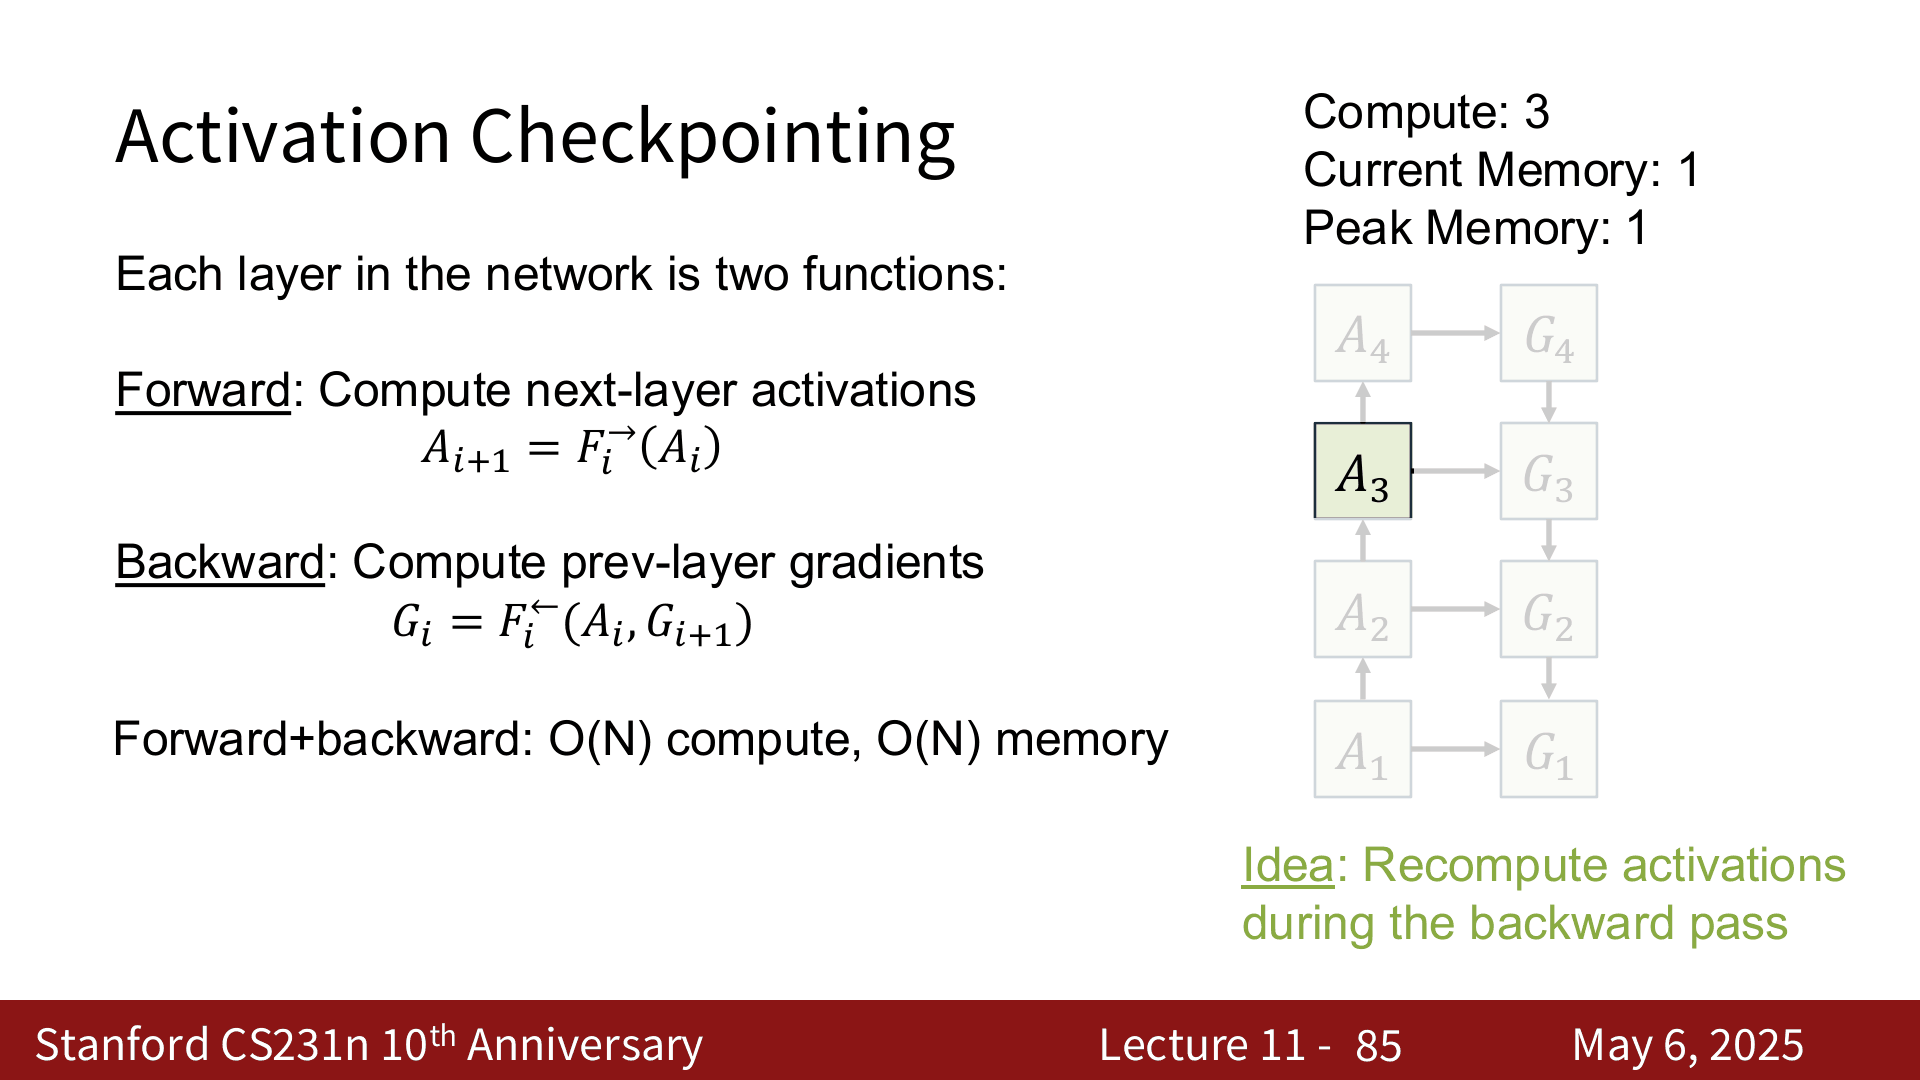 Activation Checkpointing
Each layer in the network is two functions:
Forward: Compute next-layer activations
$A_{i+1} = F_i^{\rightarrow}(A_i)$
Backward: Compute prev-layer gradients
$G_i = F_i^{\leftarrow}(A_i, G_{i+1})$
Forward+backward: O(N) compute, O(N) memory
Compute: 3
Current Memory: 1
Peak Memory: 1
$A_4$ $G_4$
$A_3$ $G_3$
$A_2$ $G_2$
$A_1$ $G_1$
Idea: Recompute activations
during the backward pass
Stanford CS231n 10th Anniversary
Lecture 11 - 85
May 6, 2025